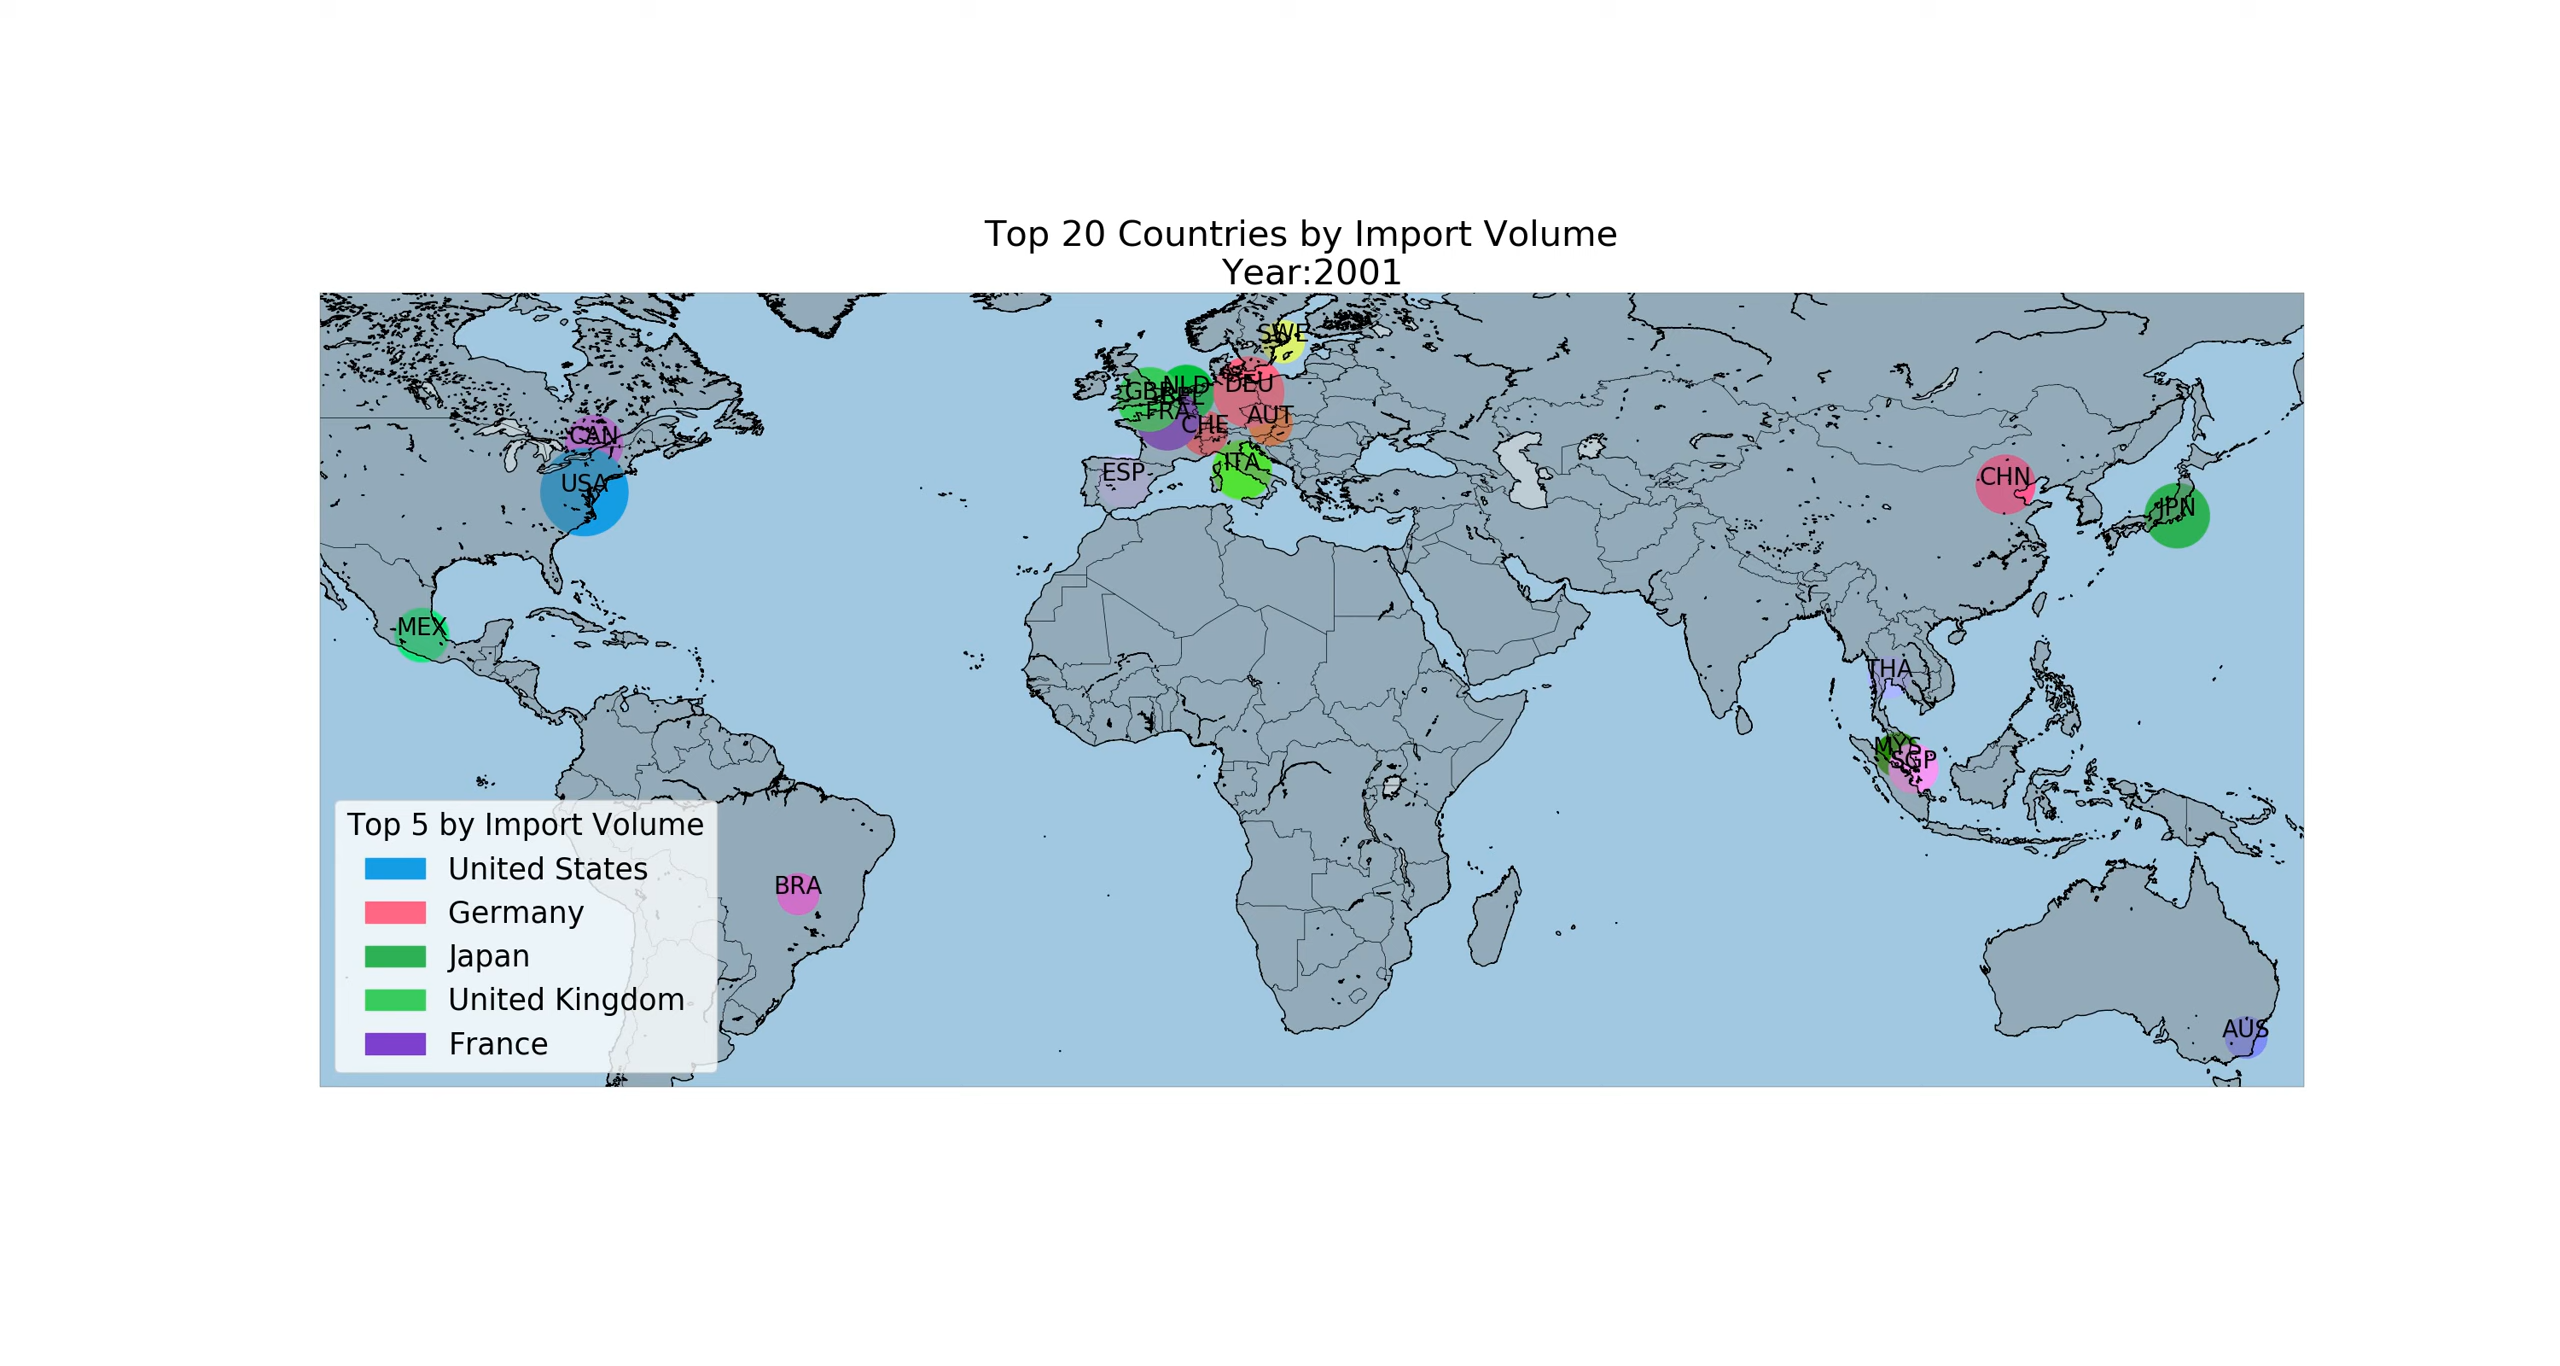 Top 20 Countries by Import Volume
Year:2001
SWE
GBR
NLD
BEL
DEU
FRA
CHE
AUT
CAN
ITA
ESP
USA
CHN
JPN
MEX
THA
MYS
SGP
BRA
AUS
Top 5 by Import Volume
United States
Germany
Japan
United Kingdom
France